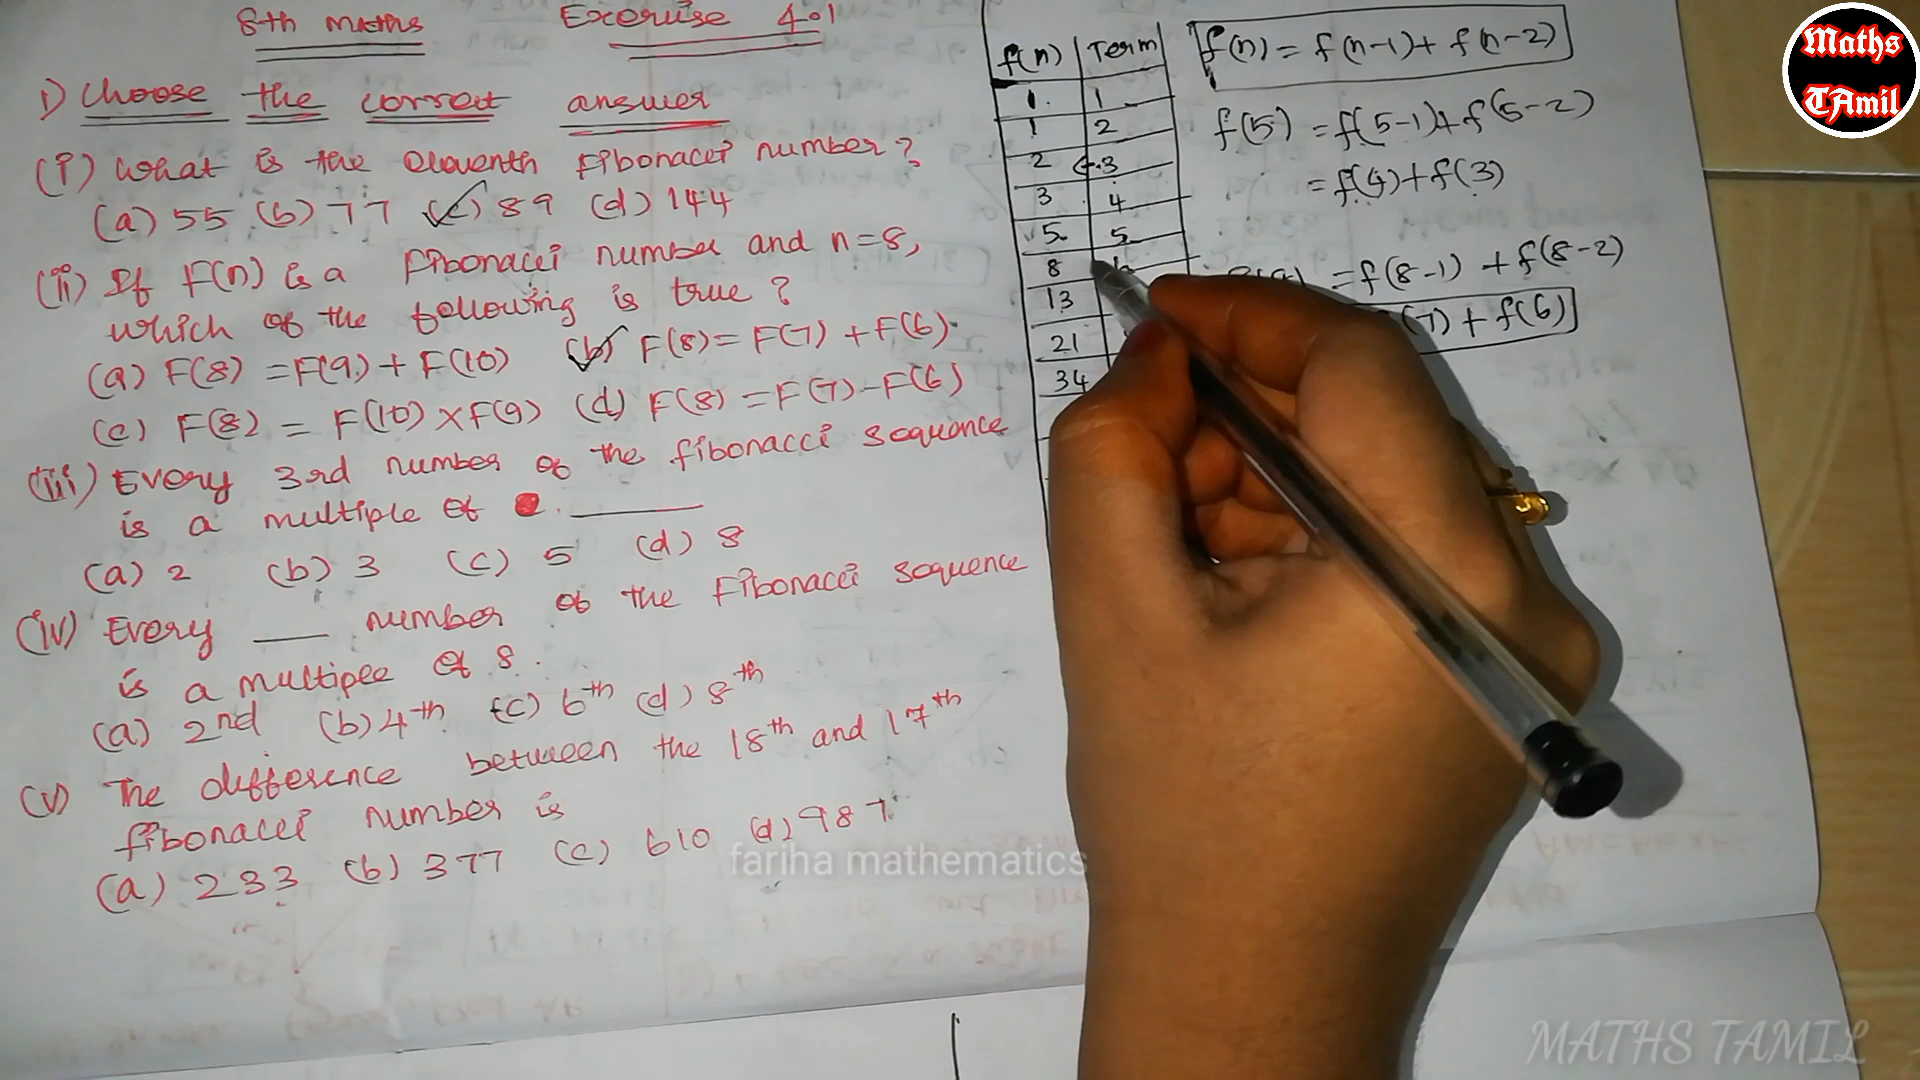 8th maths Exercise 4.1
1) Choose the correct answer
(i) What is the eleventh Fibonacci number?
(a) 55 (b) 77 (c) 89 (d) 144
(ii) If F(n) is a Fibonacci number and n=8,
which of the following is true?
(a) F(8) = F(9) + F(10) (b) F(8) = F(7) + F(6)
(c) F(8) = F(10) × F(9) (d) F(8) = F(7) - F(6)
(iii) Every 3rd number of the fibonacci sequence
is a multiple of ______
(a) 2 (b) 3 (c) 5 (d) 8
(iv) Every ___ number of the Fibonacci sequence
is a multiple of 8.
(a) 2nd (b) 4th (c) 6th (d) 8th
(v) The difference between the 18th and 17th
fibonacci number is
(a) 233 (b) 377 (c) 610 (d) 987
f(n) Term
1 1
1 2
2 3
3 4
5 5
8
13
21
34
f(n) = f(n-1) + f(n-2)
f(5) = f(5-1) + f(5-2)
= f(4) + f(3)
= f(8-1) + f(8-2)
(7) + f(6)
Maths
TAmil
fariha mathematics
MATHS TAMIL